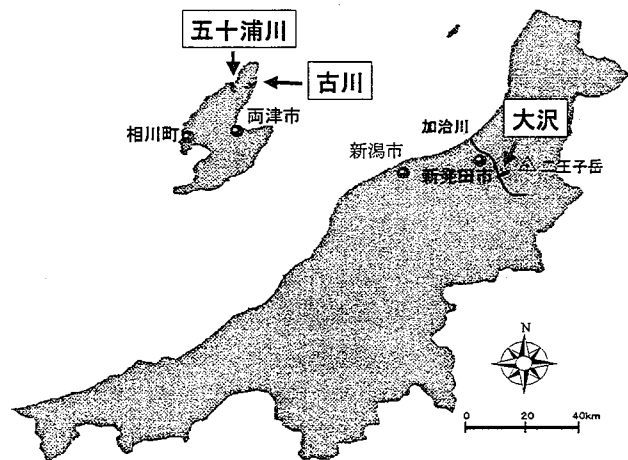 五十浦川
古川
相川町
両津市
加治川
大沢
新潟市
新発田市
二王子岳
N
0 20 40km